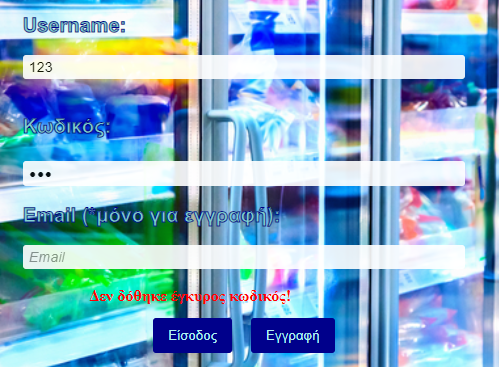 Username:
123
Κωδικός:
•••
Email (*μόνο για εγγραφή):
Email
Δεν δόθηκε έγκυρος κωδικός!
Είσοδος Εγγραφή